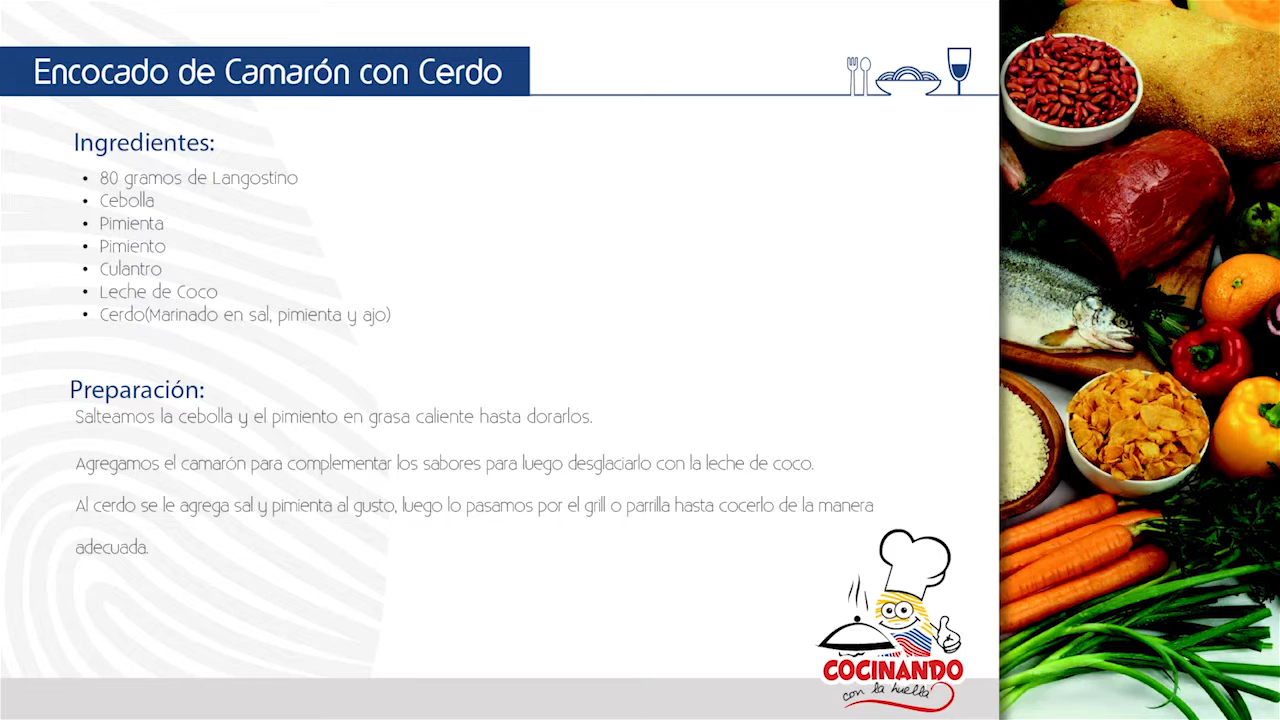 Encocado de Camarón con Cerdo
Ingredientes:
• 80 gramos de Langostino
• Cebolla
• Pimienta
• Pimiento
• Culantro
• Leche de Coco
• Cerdo(Marinado en sal, pimienta y ajo)
Preparación:
Salteamos la cebolla y el pimiento en grasa caliente hasta dorarlos.
Agregamos el camarón para complementar los sabores para luego desglaciarlo con la leche de coco.
Al cerdo se le agrega sal y pimienta al gusto, luego lo pasamos por el grill o parrilla hasta cocerlo de la manera
adecuada.
COCINANDO
con la huella